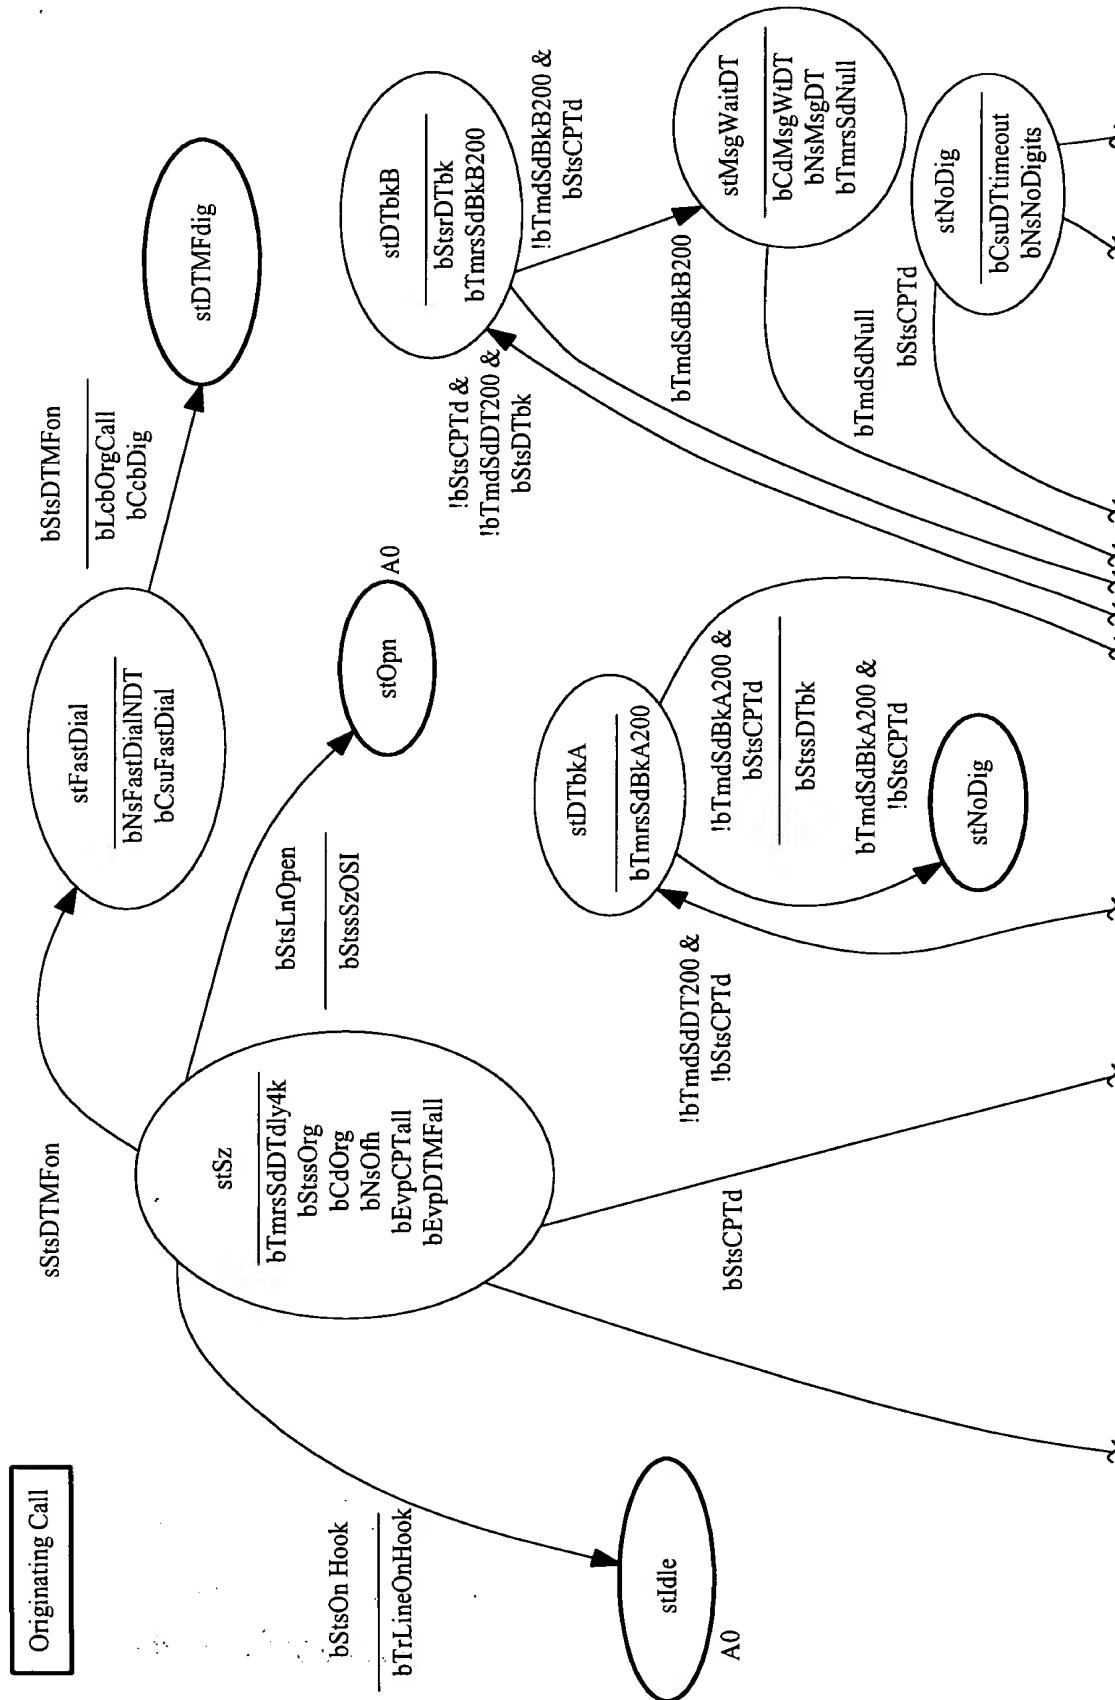 Originating Call
bStsOn Hook
bTrLineOnHook
stIdle
A0
sStsDTMFon
stSz
bTmrsSdDTdly4k
bStssOrg
bCdOrg
bNsOfh
bEvpCPTall
bEvpDTMFall
bStsCPTd
bStsLnOpen
bStssSzOSI
stOpn
A0
stFastDial
bNsFastDialNDT
bCsuFastDial
bStsDTMFon
bLcbOrgCall
bCcbDig
stDTMFdig
!bTmdSdDT200 &
!bStsCPTd
stDTbkA
bTmrsSdBkA200
!bTmdSdBkA200 &
bStsCPTd
bStssDTbk
bTmdSdBkA200 &
!bStsCPTd
stNoDig
!bStsCPTd &
!bTmdSdDT200 &
bStsDTbk
stDTbkB
bStsrDTbk
bTmrsSdBkB200
!bTmdSdBkB200 &
bStsCPTd
bTmdSdBkB200
stMsgWaitDT
bCdMsgWtDT
bNsMsgDT
bTmrsSdNull
bTmdSdNull
bStsCPTd
stNoDig
bCsuDTtimeout
bNsNoDigits